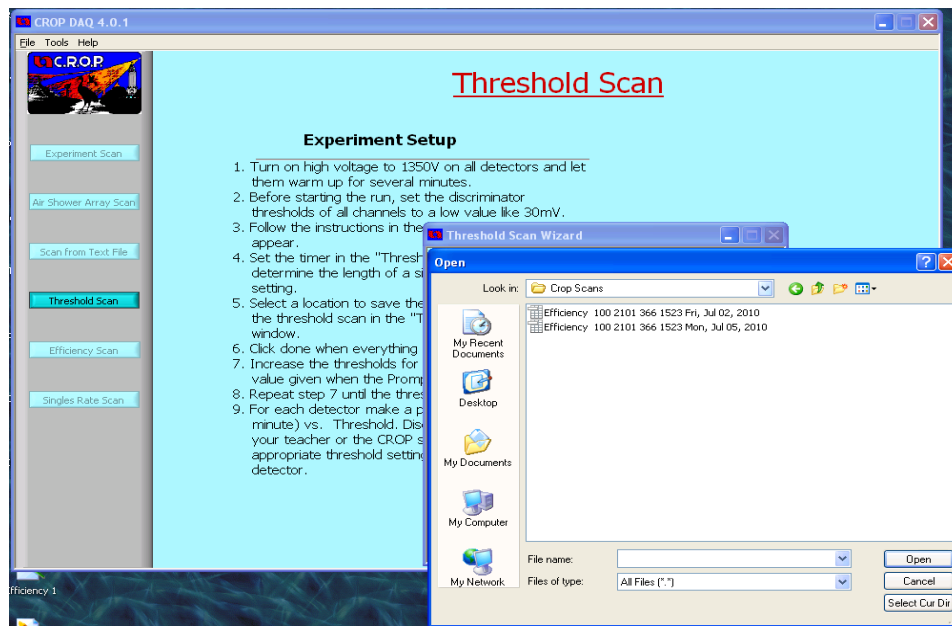 CROP DAQ 4.0.1
File Tools Help
C.R.O.P.
Threshold Scan
Experiment Setup
Experiment Scan
Air Shower Array Scan
Scan from Text File
Threshold Scan
Efficiency Scan
Singles Rate Scan
1. Turn on high voltage to 1350V on all detectors and let
them warm up for several minutes.
2. Before starting the run, set the discriminator
thresholds of all channels to a low value like 30mV.
3. Follow the instructions in the
appear.
4. Set the timer in the "Thresh
determine the length of a si
setting.
5. Select a location to save the
the threshold scan in the "T
window.
6. Click done when everything
7. Increase the thresholds for
value given when the Promp
8. Repeat step 7 until the thres
9. For each detector make a p
minute) vs. Threshold. Dis
your teacher or the CROP s
appropriate threshold setting
detector.
Threshold Scan Wizard
Open
Look in: Crop Scans
Efficiency 100 2101 366 1523 Fri, Jul 02, 2010
Efficiency 100 2101 366 1523 Mon, Jul 05, 2010
My Recent
Documents
Desktop
My Documents
My Computer
My Network
File name:
Open
Files of type: All Files (*.*)
Cancel
Select Cur Dir
fficiency 1